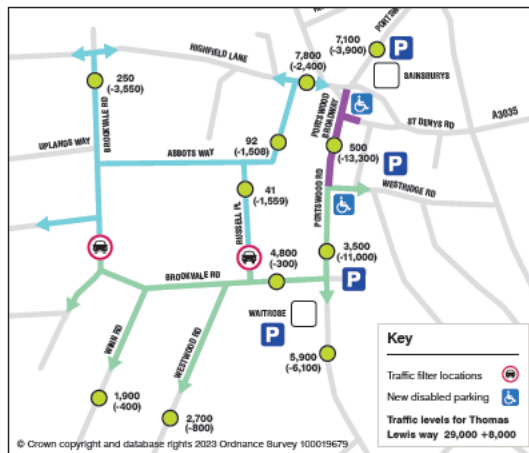 PORTSW
7,100
(-3,900)
P
SAINSBURYS
HIGHFIELD LANE
7,800
(-2,400)
250
(-3,550)
BROOKVALE RD
PORTSWOOD
BROADWAY
ST DENYS RD
A3035
UPLANDS WAY
ABBOTS WAY
92
(-1,508)
500
(-13,300)
P
WESTRIDGE RD
41
(-1,559)
RUSSELL PL
PORTSWOOD RD
4,800
(-300)
3,500
(-11,000)
BROOKVALE RD
P
WAITROSE
P
WINN RD
WESTWOOD RD
5,900
(-6,100)
1,900
(-400)
2,700
(-800)
Key
Traffic filter locations
New disabled parking
Traffic levels for Thomas
Lewis way 29,000 +8,000
© Crown copyright and database rights 2023 Ordnance Survey 100019679